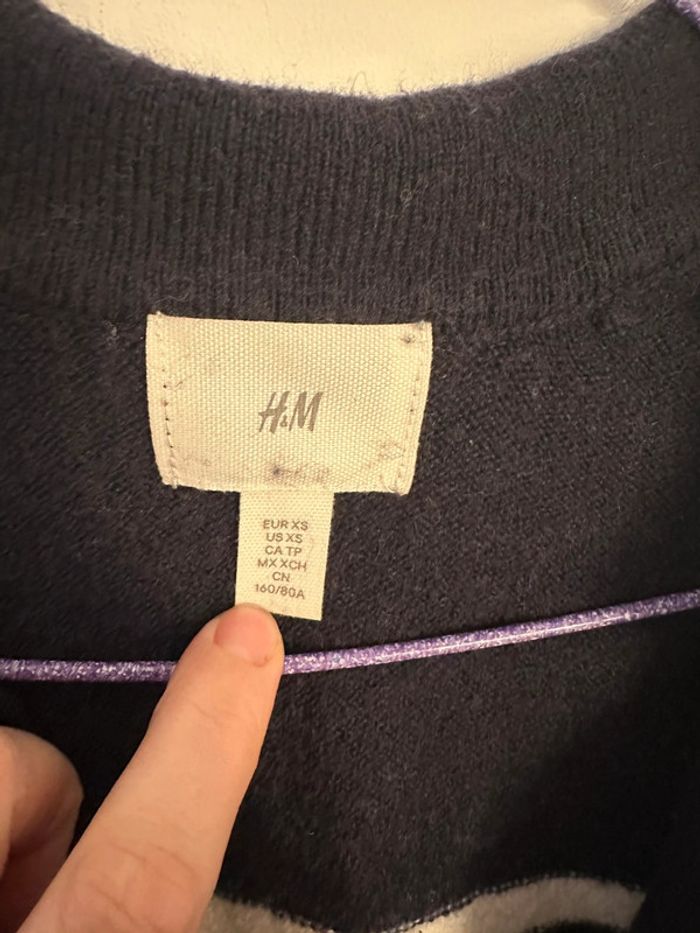 H&M
EUR XS
US XS
CA TP
MX XCH
CN
160/80A